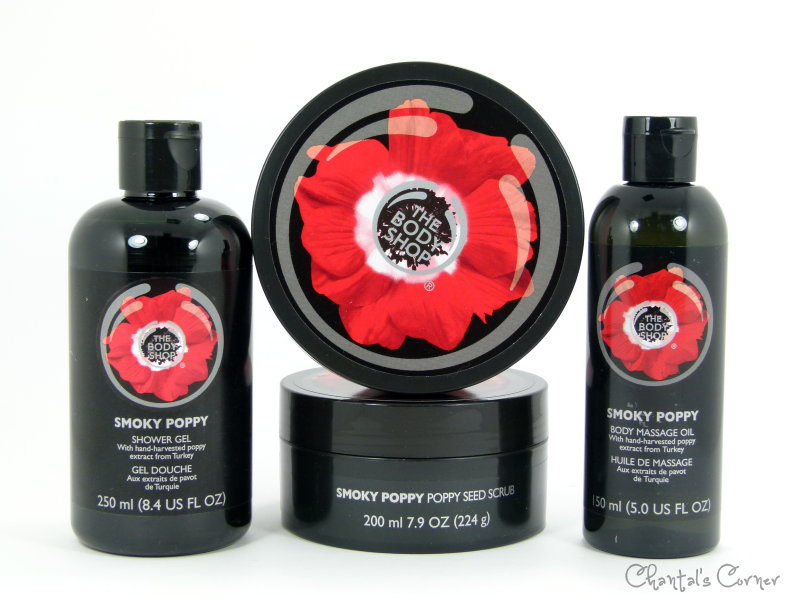 THE
BODY
SHOP
®
SMOKY POPPY
SHOWER GEL
With hand-harvested poppy
extract from Turkey
GEL DOUCHE
Aux extraits de pavot
de Turquie
250 ml (8.4 US FL OZ)
THE
BODY
SHOP
®
SMOKY POPPY POPPY SEED SCRUB
200 ml 7.9 OZ (224 g)
THE
BODY
SHOP
®
SMOKY POPPY
BODY MASSAGE OIL
With hand-harvested poppy
extract from Turkey
HUILE DE MASSAGE
Aux extraits de pavot
de Turquie
150 ml (5.0 US FL OZ)
Chantal's Corner